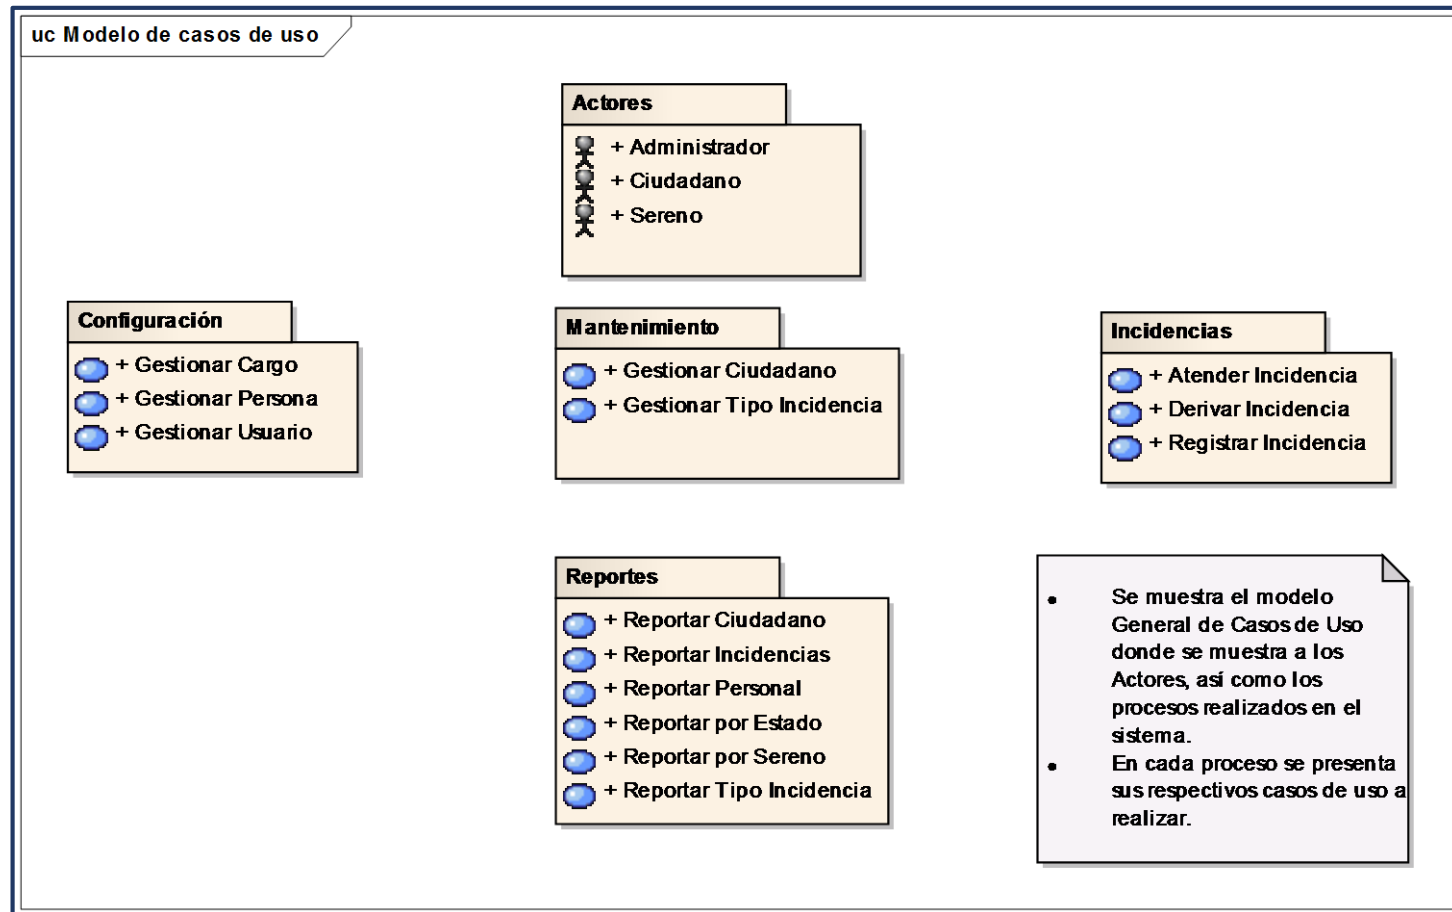 uc Modelo de casos de uso
Actores
+ Administrador
+ Ciudadano
+ Sereno
Configuración
+ Gestionar Cargo
+ Gestionar Persona
+ Gestionar Usuario
Mantenimiento
+ Gestionar Ciudadano
+ Gestionar Tipo Incidencia
Incidencias
+ Atender Incidencia
+ Derivar Incidencia
+ Registrar Incidencia
Reportes
+ Reportar Ciudadano
+ Reportar Incidencias
+ Reportar Personal
+ Reportar por Estado
+ Reportar por Sereno
+ Reportar Tipo Incidencia
• Se muestra el modelo
General de Casos de Uso
donde se muestra a los
Actores, así como los
procesos realizados en el
sistema.
• En cada proceso se presenta
sus respectivos casos de uso a
realizar.